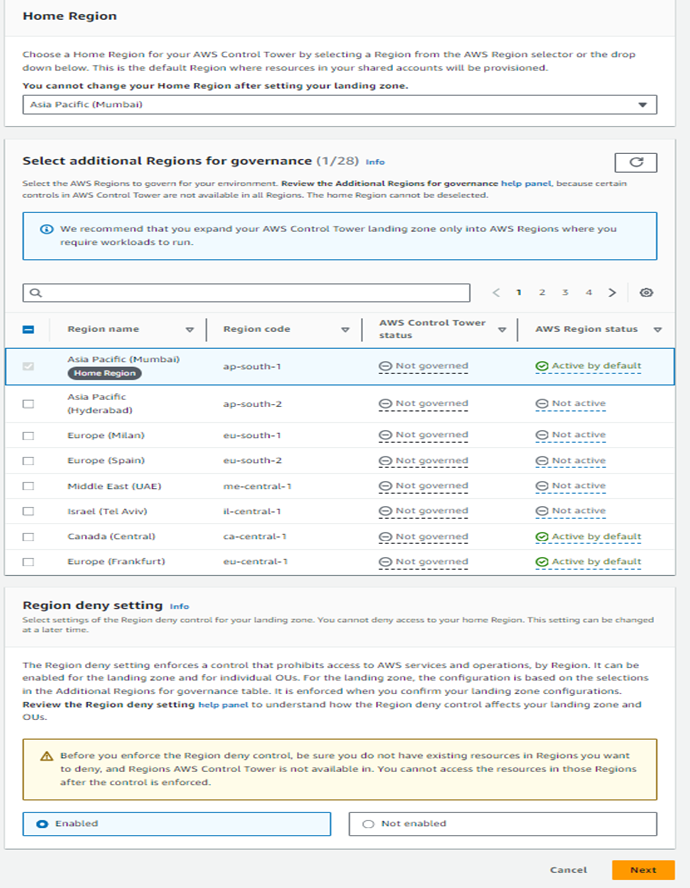 Home Region
Choose a Home Region for your AWS Control Tower by selecting a Region from the AWS Region selector or the drop
down below. This is the default Region where resources in your shared accounts will be provisioned.
You cannot change your Home Region after setting your landing zone.
Asia Pacific (Mumbai)
Select additional Regions for governance (1/28) Info
Select the AWS Regions to govern for your environment. Review the Additional Regions for governance help panel, because certain
controls in AWS Control Tower are not available in all Regions. The home Region cannot be deselected.
We recommend that you expand your AWS Control Tower landing zone only into AWS Regions where you
require workloads to run.
1 2 3 4
Region name Region code AWS Control Tower status AWS Region status
Asia Pacific (Mumbai) ap-south-1 Not governed Active by default
Home Region
Asia Pacific (Hyderabad) ap-south-2 Not governed Not active
Europe (Milan) eu-south-1 Not governed Not active
Europe (Spain) eu-south-2 Not governed Not active
Middle East (UAE) me-central-1 Not governed Not active
Israel (Tel Aviv) il-central-1 Not governed Not active
Canada (Central) ca-central-1 Not governed Active by default
Europe (Frankfurt) eu-central-1 Not governed Active by default
Region deny setting Info
Select settings of the Region deny control for your landing zone. You cannot deny access to your home Region. This setting can be changed
at a later time.
The Region deny setting enforces a control that prohibits access to AWS services and operations, by Region. It can be
enabled for the landing zone and for individual OUs. For the landing zone, the configuration is based on the selections
in the Additional Regions for governance table. It is enforced when you confirm your landing zone configurations.
Review the Region deny setting help panel to understand how the Region deny control affects your landing zone and
OUs.
Before you enforce the Region deny control, be sure you do not have existing resources in Regions you want
to deny, and Regions AWS Control Tower is not available in. You cannot access the resources in those Regions
after the control is enforced.
Enabled Not enabled
Cancel Next